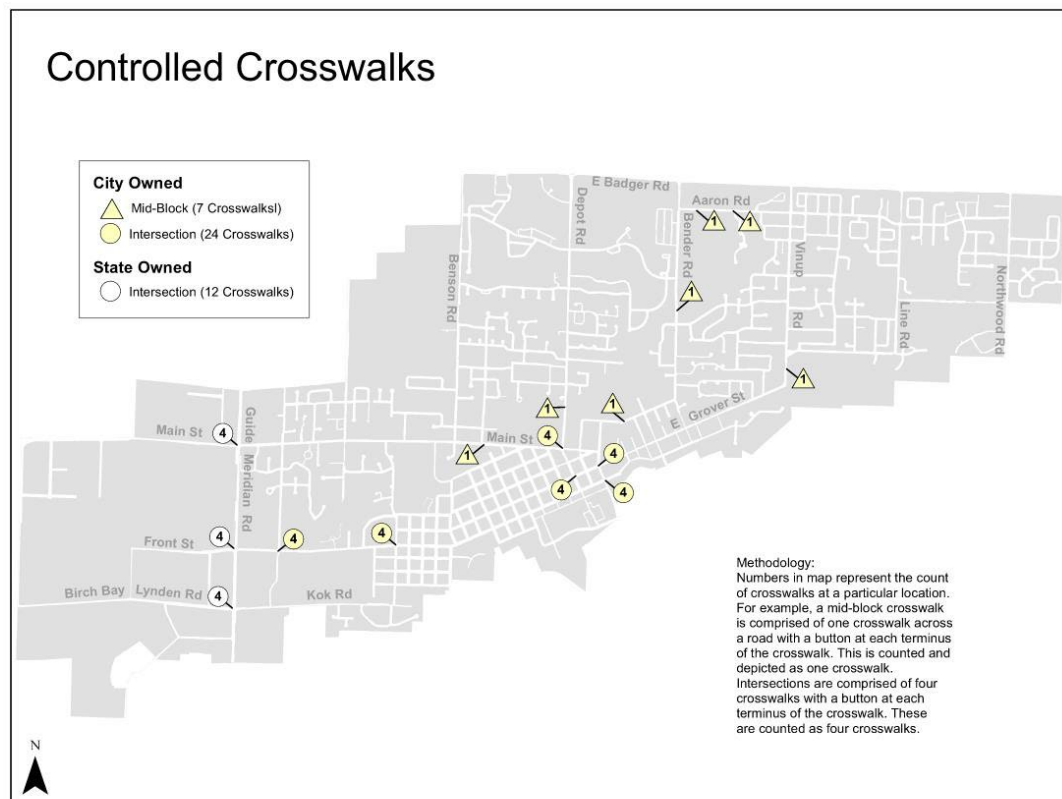 Controlled Crosswalks
City Owned
Mid-Block (7 Crosswalksl)
Intersection (24 Crosswalks)
State Owned
Intersection (12 Crosswalks)
E Badger Rd
Aaron Rd
Depot Rd
Bender Rd
Vinup
Rd
Benson Rd
Line Rd
Northwood Rd
1
1
1
1
1
1
E Grover St
Guide
Meridian Rd
Main St
4
Main St
4
1
4
4
4
Front St
4
4
4
Birch Bay
Lynden Rd
4
Kok Rd
Methodology:
Numbers in map represent the count
of crosswalks at a particular location.
For example, a mid-block crosswalk
is comprised of one crosswalk across
a road with a button at each terminus
of the crosswalk. This is counted and
depicted as one crosswalk.
Intersections are comprised of four
crosswalks with a button at each
terminus of the crosswalk. These
are counted as four crosswalks.
N